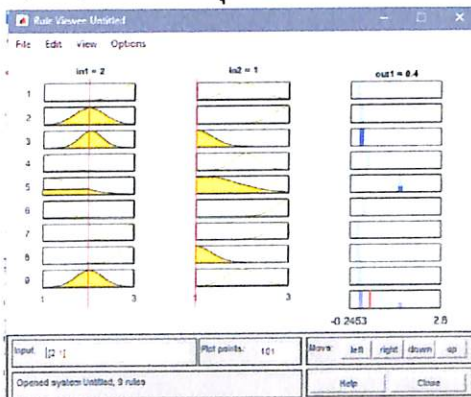 Rule Viewer: Untitled
File Edit View Options
in1 = 2 in2 = 1 out1 = 0.4
1
2
3
4
5
6
7
8
9
1 3 1 3
-0.2453 2.8
Input: [2 1] Plot points: 101 Move: left right down up
Opened system Untitled, 9 rules Help Close